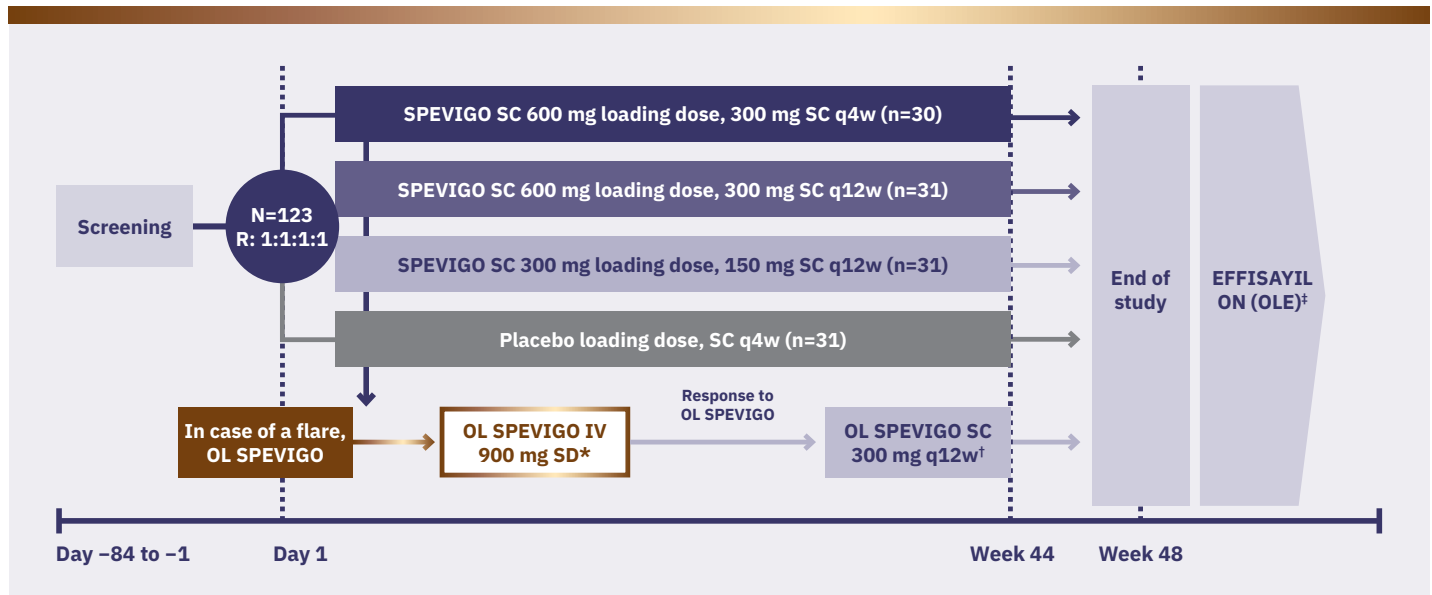 SPEVIGO SC 600 mg loading dose, 300 mg SC q4w (n=30)
SPEVIGO SC 600 mg loading dose, 300 mg SC q12w (n=31)
Screening
N=123
R: 1:1:1:1
SPEVIGO SC 300 mg loading dose, 150 mg SC q12w (n=31)
Placebo loading dose, SC q4w (n=31)
End of
study
EFFISAYIL
ON (OLE)‡
In case of a flare,
OL SPEVIGO
OL SPEVIGO IV
900 mg SD*
Response to
OL SPEVIGO
OL SPEVIGO SC
300 mg q12w†
Day −84 to −1
Day 1
Week 44
Week 48